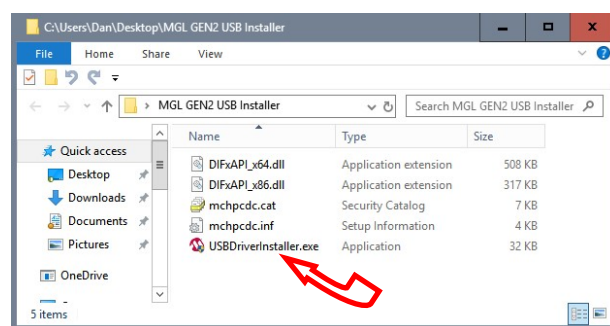 C:\Users\Dan\Desktop\MGL GEN2 USB Installer
File Home Share View
MGL GEN2 USB Installer
Search MGL GEN2 USB Installer
Name Type Size
Quick access
Desktop
Downloads
Documents
Pictures
OneDrive
DIFxAPI_x64.dll Application extension 508 KB
DIFxAPI_x86.dll Application extension 317 KB
mchpcdc.cat Security Catalog 7 KB
mchpcdc.inf Setup Information 4 KB
USBDriverInstaller.exe Application 32 KB
5 items